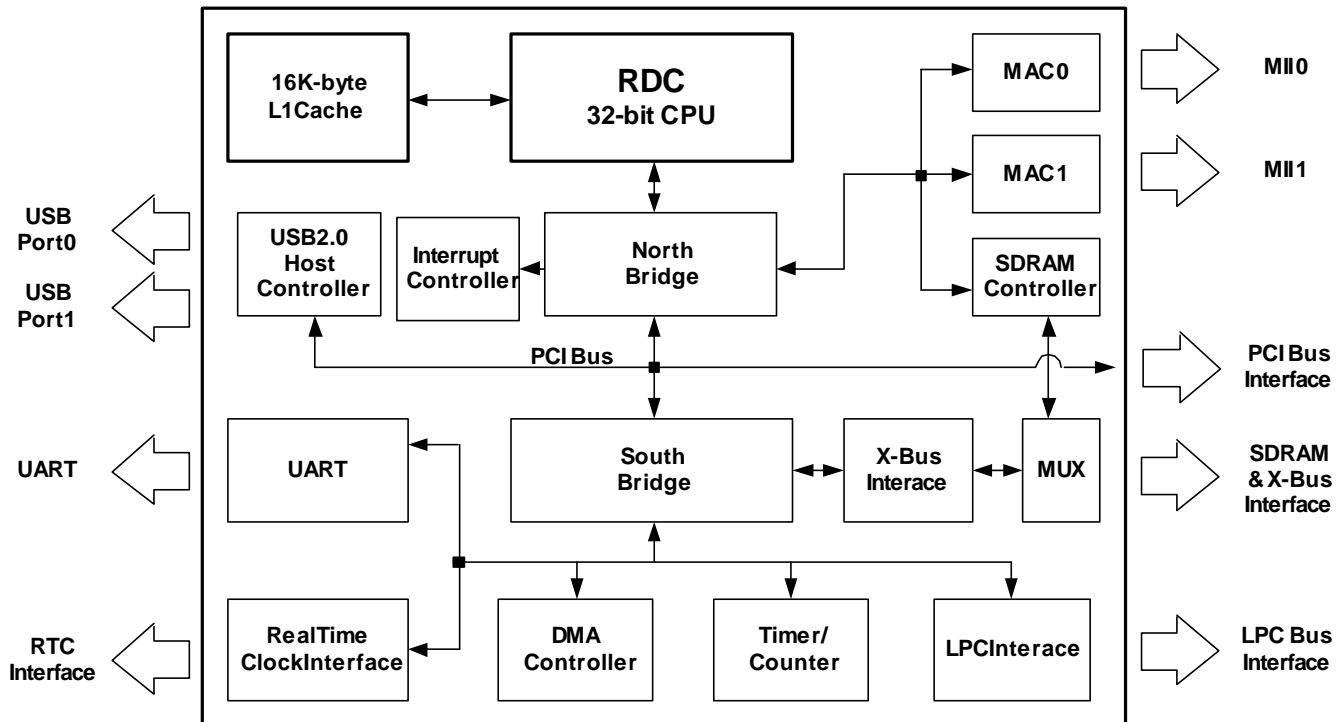 16K-byte
L1Cache
RDC
32-bit CPU
MAC0
MII0
MAC1
MII1
USB
Port0
USB2.0
Host
Controller
Interrupt
Controller
North
Bridge
SDRAM
Controller
USB
Port1
PCI Bus
PCI Bus
Interface
UART
UART
South
Bridge
X-Bus
Interace
MUX
SDRAM
& X-Bus
Interface
RTC
Interface
RealTime
ClockInterface
DMA
Controller
Timer/
Counter
LPCInterace
LPC Bus
Interface